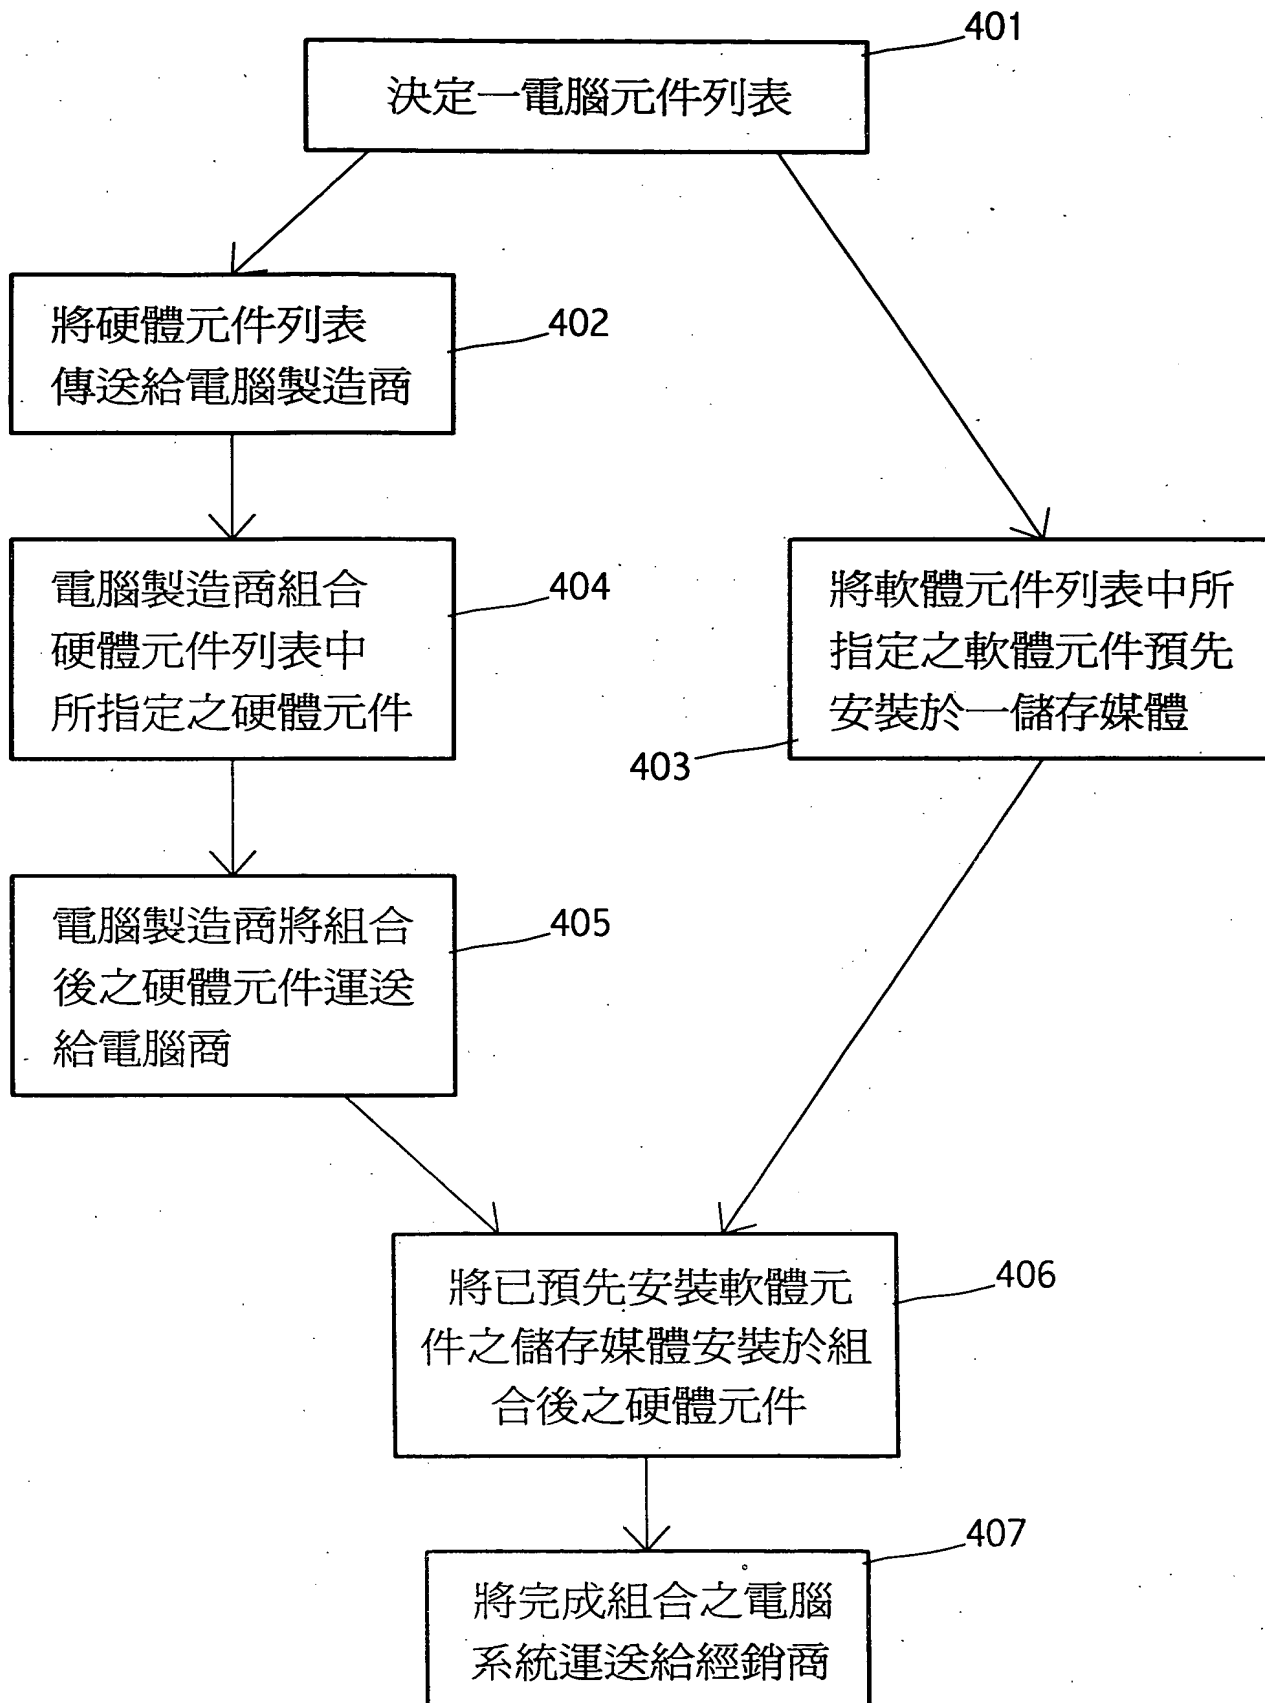 401
決定一電腦元件列表
將硬體元件列表
傳送給電腦製造商
402
電腦製造商組合
硬體元件列表中
所指定之硬體元件
404
將軟體元件列表中所
指定之軟體元件預先
安裝於一儲存媒體
403
電腦製造商將組合
後之硬體元件運送
給電腦商
405
將已預先安裝軟體元
件之儲存媒體安裝於組
合後之硬體元件
406
407
將完成組合之電腦
系統運送給經銷商